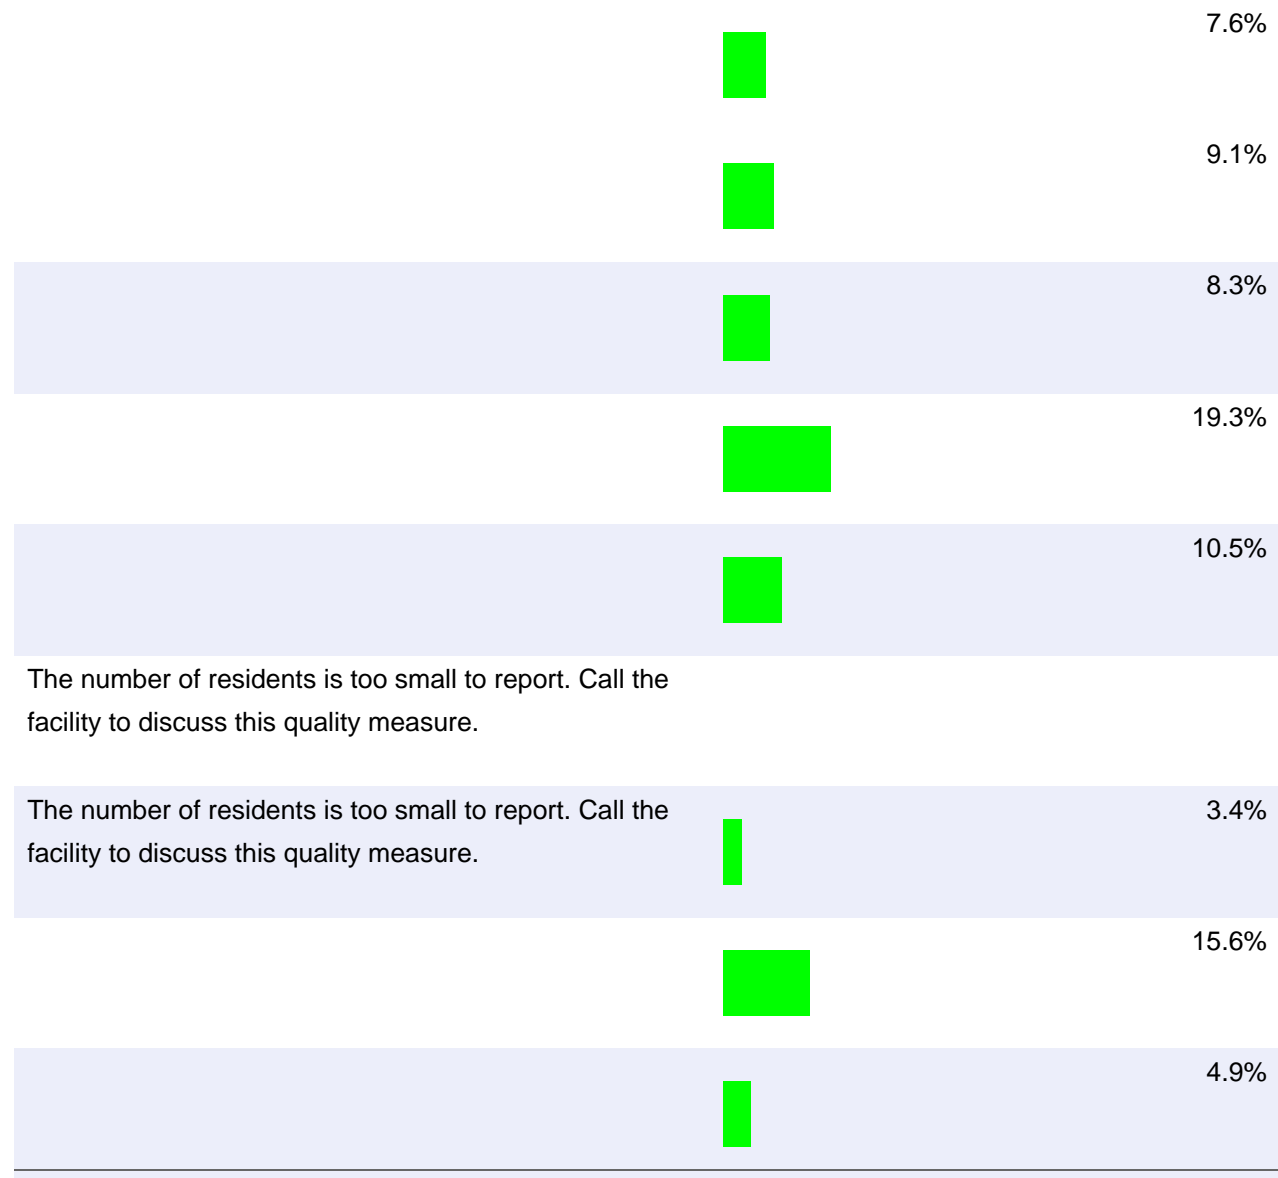 7.6%
9.1%
8.3%
19.3%
10.5%
The number of residents is too small to report. Call the
facility to discuss this quality measure.
The number of residents is too small to report. Call the
facility to discuss this quality measure.
3.4%
15.6%
4.9%